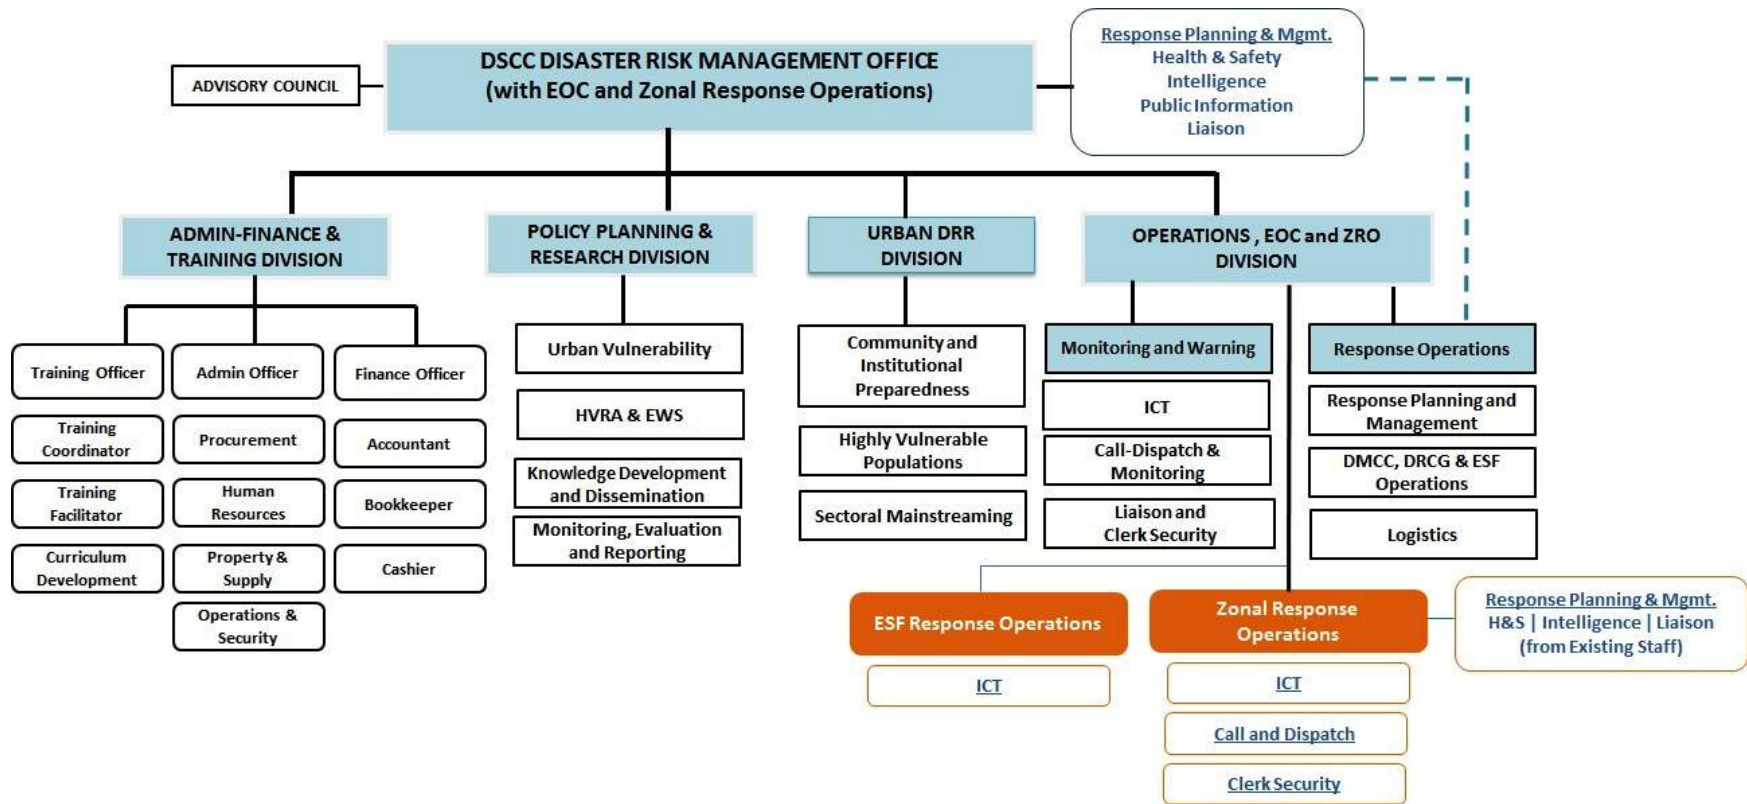 DSCC DISASTER RISK MANAGEMENT OFFICE
(with EOC and Zonal Response Operations)
ADVISORY COUNCIL
Response Planning & Mgmt.
Health & Safety
Intelligence
Public Information
Liaison
ADMIN-FINANCE &
TRAINING DIVISION
POLICY PLANNING &
RESEARCH DIVISION
URBAN DRR
DIVISION
OPERATIONS , EOC and ZRO
DIVISION
Training Officer
Training
Coordinator
Training
Facilitator
Curriculum
Development
Admin Officer
Procurement
Human
Resources
Property &
Supply
Operations &
Security
Finance Officer
Accountant
Bookkeeper
Cashier
Urban Vulnerability
HVRA & EWS
Knowledge Development
and Dissemination
Monitoring, Evaluation
and Reporting
Community and
Institutional
Preparedness
Highly Vulnerable
Populations
Sectoral Mainstreaming
Monitoring and Warning
ICT
Call-Dispatch &
Monitoring
Liaison and
Clerk Security
Response Operations
Response Planning and
Management
DMCC, DRCG & ESF
Operations
Logistics
ESF Response Operations
ICT
Zonal Response
Operations
ICT
Call and Dispatch
Clerk Security
Response Planning & Mgmt.
H&S | Intelligence | Liaison
(from Existing Staff)